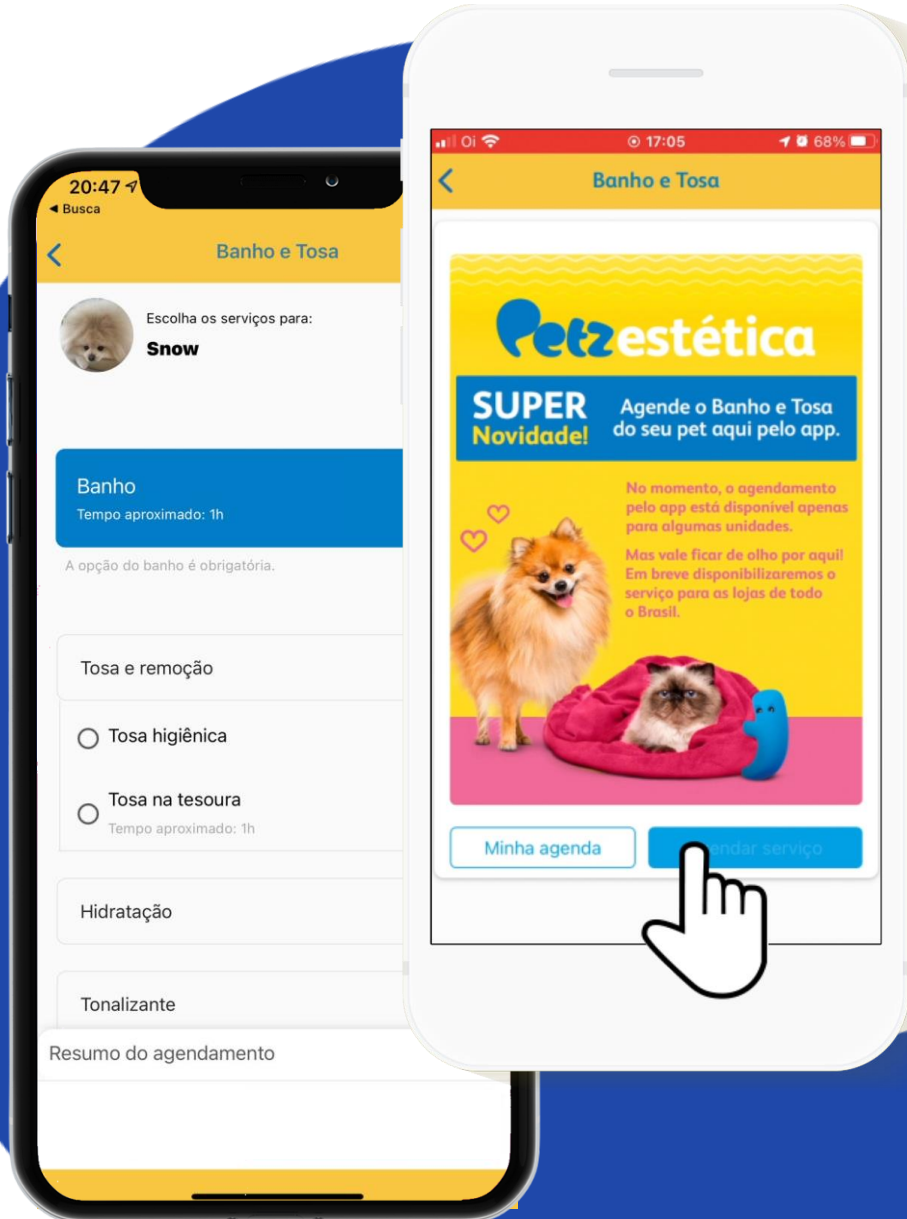 20:47
◄ Busca
Banho e Tosa
Escolha os serviços para:
Snow
Banho
Tempo aproximado: 1h
A opção do banho é obrigatória.
Tosa e remoção
Tosa higiênica
Tosa na tesoura
Tempo aproximado: 1h
Hidratação
Tonalizante
Resumo do agendamento
Oi 17:05 68%
Banho e Tosa
Petz estética
SUPER
Novidade!
Agende o Banho e Tosa
do seu pet aqui pelo app.
No momento, o agendamento
pelo app está disponível apenas
para algumas unidades.
Mas vale ficar de olho por aqui!
Em breve disponibilizaremos o
serviço para as lojas de todo
o Brasil.
Minha agenda
endar serviço